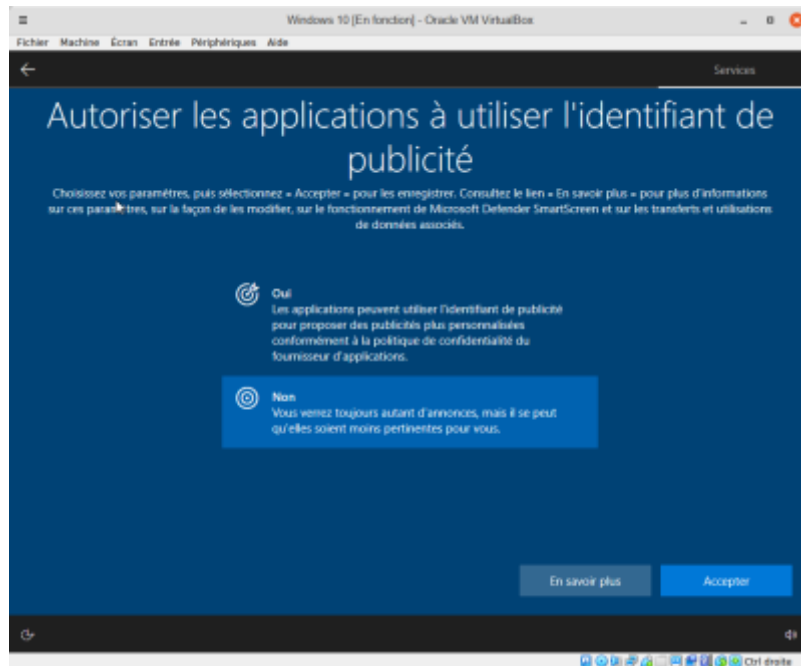 Windows 10 [En fonction] - Oracle VM VirtualBox
Fichier Machine Écran Entrée Périphériques Aide
Services
Autoriser les applications à utiliser l'identifiant de
publicité
Choisissez vos paramètres, puis sélectionnez « Accepter » pour les enregistrer. Consultez le lien « En savoir plus » pour plus d'informations
sur ces paramètres, sur la façon de les modifier, sur le fonctionnement de Microsoft Defender SmartScreen et sur les transferts et utilisations
de données associés.
Oui
Les applications peuvent utiliser l'identifiant de publicité
pour proposer des publicités plus personnalisées
conformément à la politique de confidentialité du
fournisseur d'applications.
Non
Vous verrez toujours autant d'annonces, mais il se peut
qu'elles soient moins pertinentes pour vous.
En savoir plus
Accepter
Ctrl droite